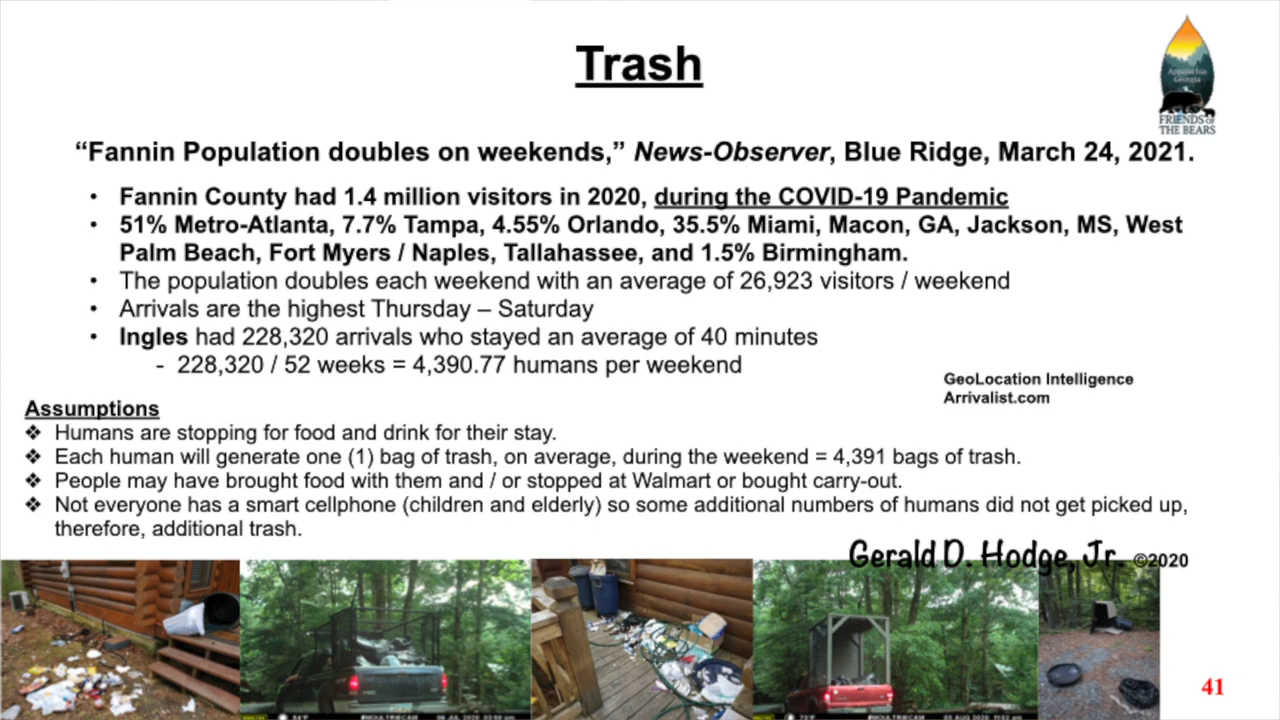 Trash
Appalachia
Georgia
FRIENDS OF
THE BEARS
“Fannin Population doubles on weekends,” News-Observer, Blue Ridge, March 24, 2021.
• Fannin County had 1.4 million visitors in 2020, during the COVID-19 Pandemic
• 51% Metro-Atlanta, 7.7% Tampa, 4.55% Orlando, 35.5% Miami, Macon, GA, Jackson, MS, West
Palm Beach, Fort Myers / Naples, Tallahassee, and 1.5% Birmingham.
• The population doubles each weekend with an average of 26,923 visitors / weekend
• Arrivals are the highest Thursday – Saturday
• Ingles had 228,320 arrivals who stayed an average of 40 minutes
- 228,320 / 52 weeks = 4,390.77 humans per weekend
GeoLocation Intelligence
Arrivalist.com
Assumptions
❖ Humans are stopping for food and drink for their stay.
❖ Each human will generate one (1) bag of trash, on average, during the weekend = 4,391 bags of trash.
❖ People may have brought food with them and / or stopped at Walmart or bought carry-out.
❖ Not everyone has a smart cellphone (children and elderly) so some additional numbers of humans did not get picked up,
therefore, additional trash.
Gerald D. Hodge, Jr. ©2020
#MOULTRIECAM
#MOULTRIECAM
41